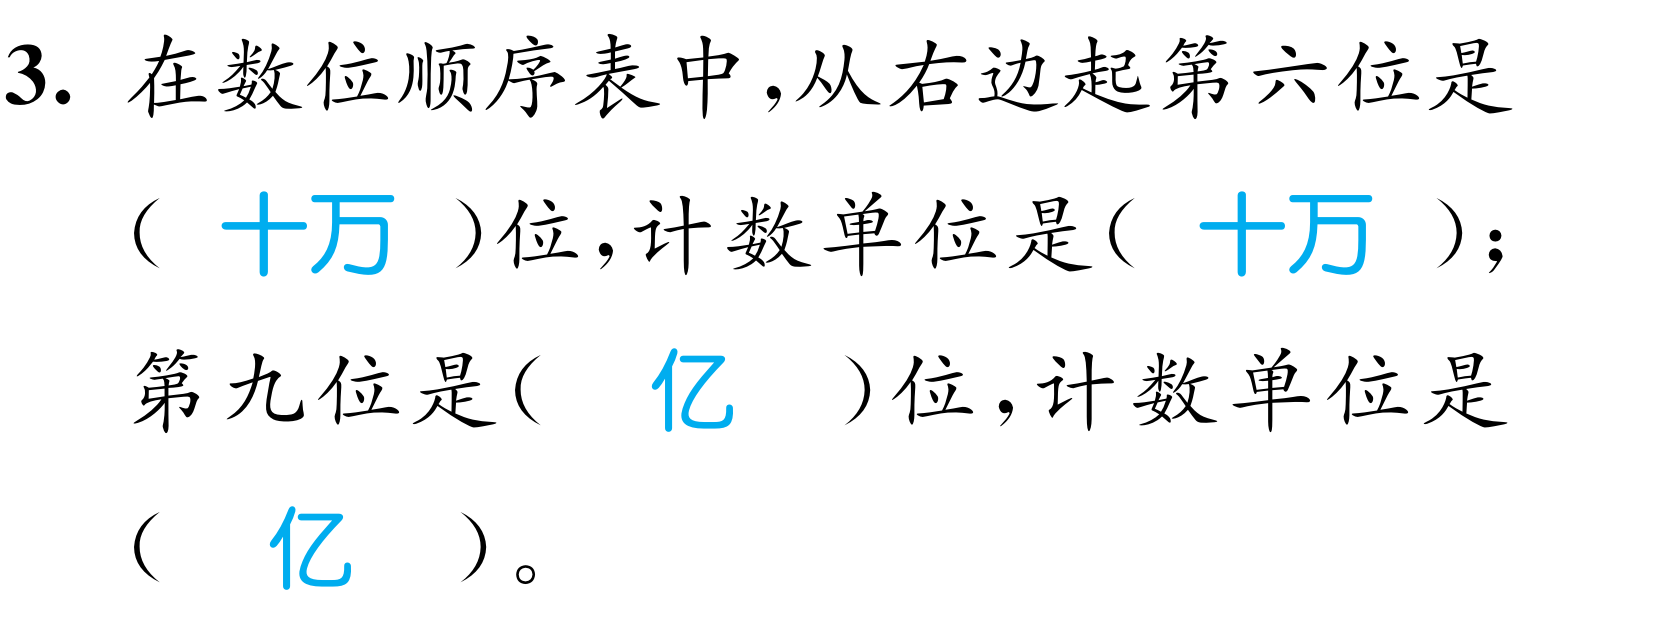 3. 在数位顺序表中,从右边起第六位是
( 十万 )位,计数单位是( 十万 );
第九位是( 亿 )位,计数单位是
( 亿 )。